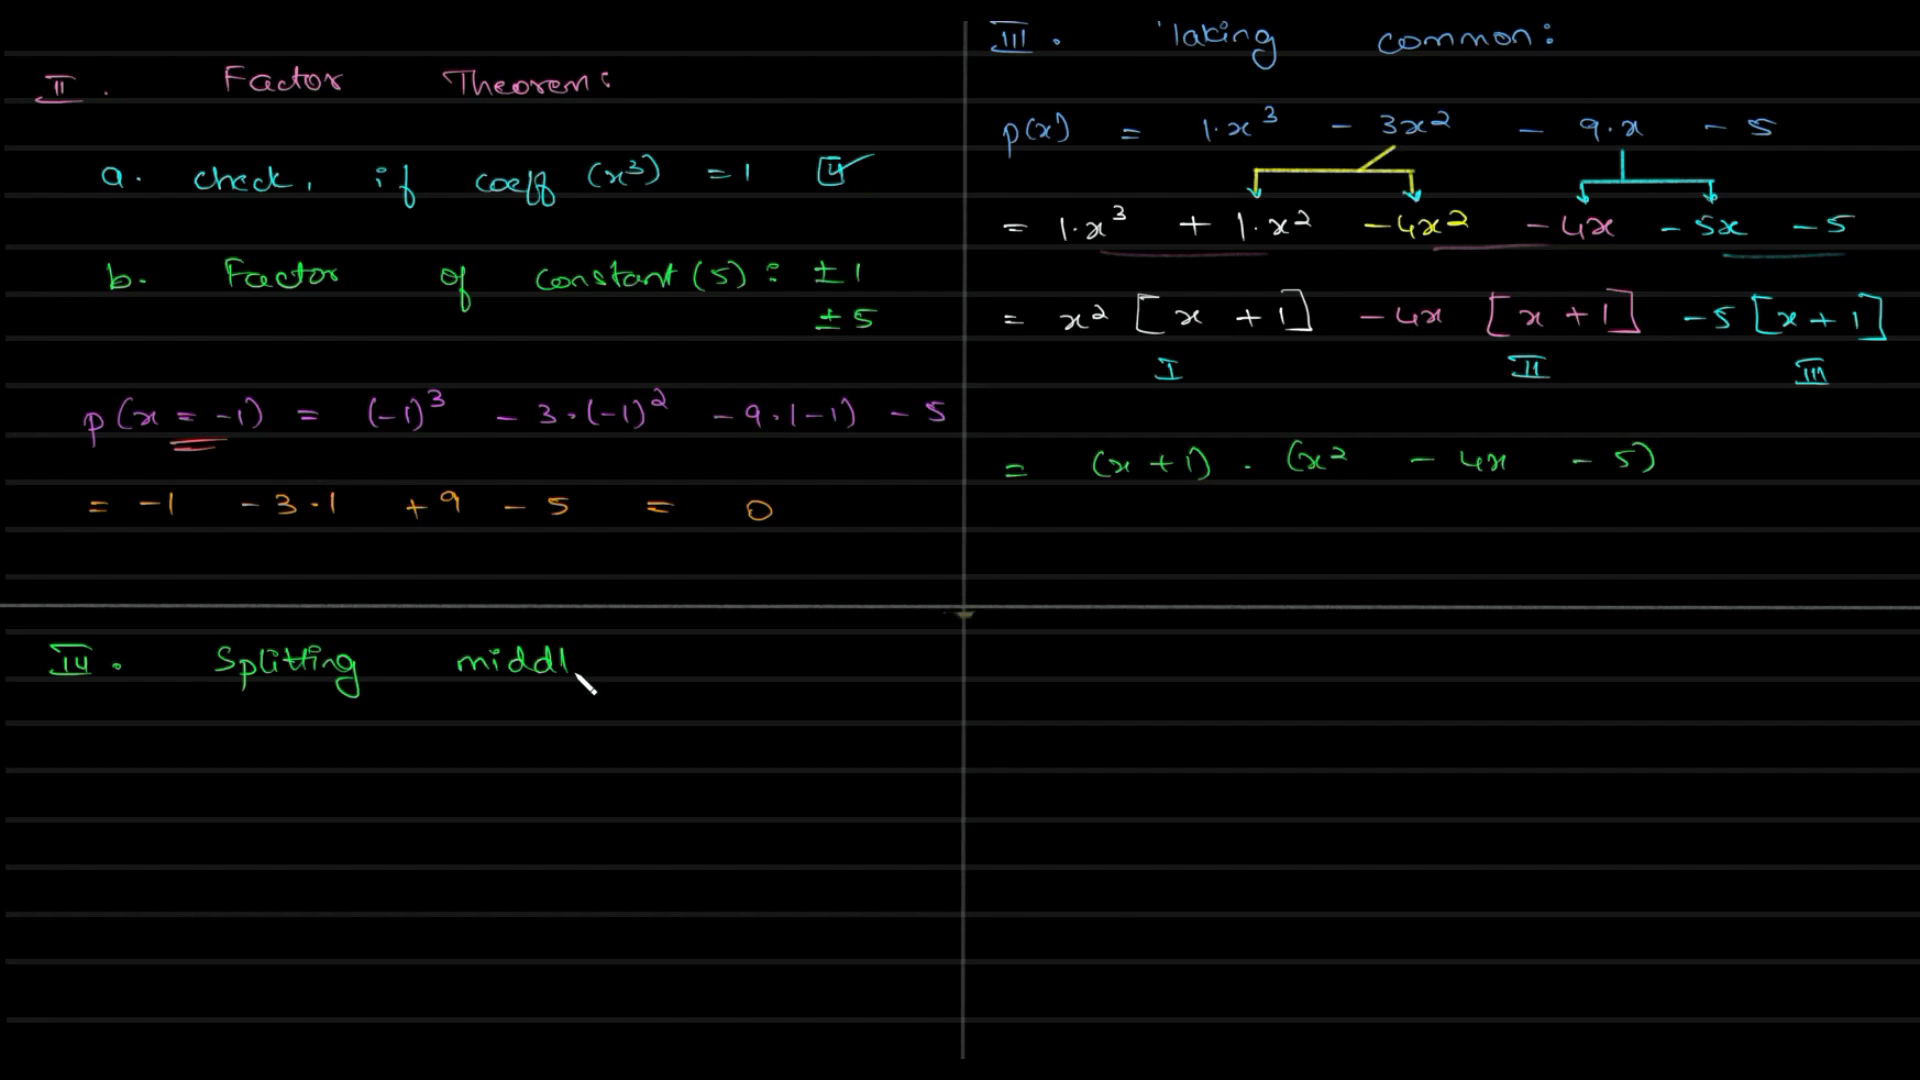 II. Factor Theorem:
a. check, if coeff (x³) = 1
b. Factor of constant (5): ±1
±5
p(x = -1) = (-1)³ - 3·(-1)² - 9·(-1) - 5
= -1 - 3·1 + 9 - 5 = 0
III. Taking common:
p(x) = 1·x³ - 3x² - 9·x - 5
= 1·x³ + 1·x² - 4x² - 4x - 5x - 5
= x² [x + 1] - 4x [x + 1] - 5 [x + 1]
I II III
= (x + 1) · (x² - 4x - 5)
IV. Splitting middl